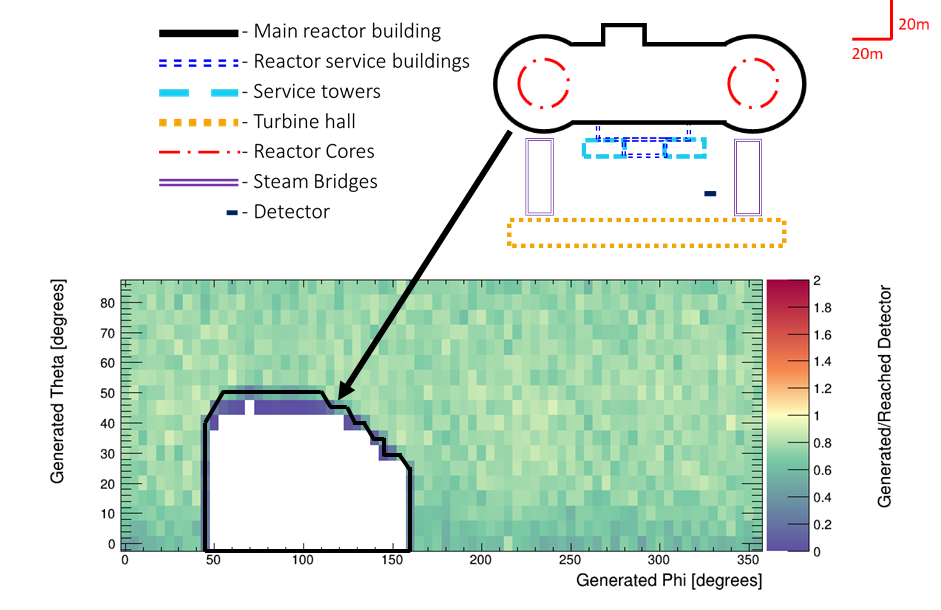 - Main reactor building
- Reactor service buildings
- Service towers
- Turbine hall
- Reactor Cores
- Steam Bridges
- Detector
20m
20m
Generated Theta [degrees]
80
70
60
50
40
30
20
10
0
0 50 100 150 200 250 300 350
Generated Phi [degrees]
2
1.8
1.6
1.4
1.2
1
0.8
0.6
0.4
0.2
0
Generated/Reached Detector